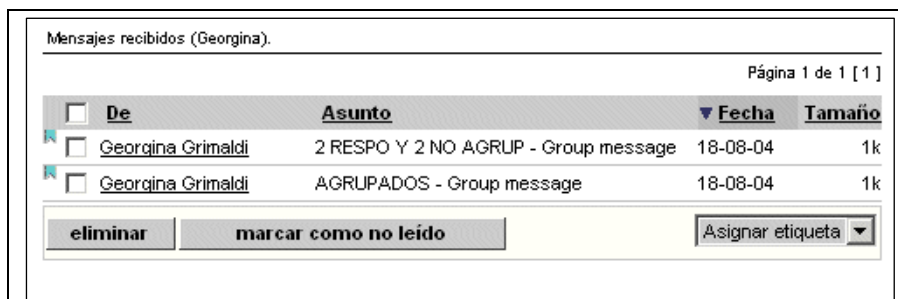 Mensajes recibidos (Georgina).
Página 1 de 1 [ 1 ]
De Asunto Fecha Tamaño
Georgina Grimaldi 2 RESPO Y 2 NO AGRUP - Group message 18-08-04 1k
Georgina Grimaldi AGRUPADOS - Group message 18-08-04 1k
eliminar marcar como no leído Asignar etiqueta